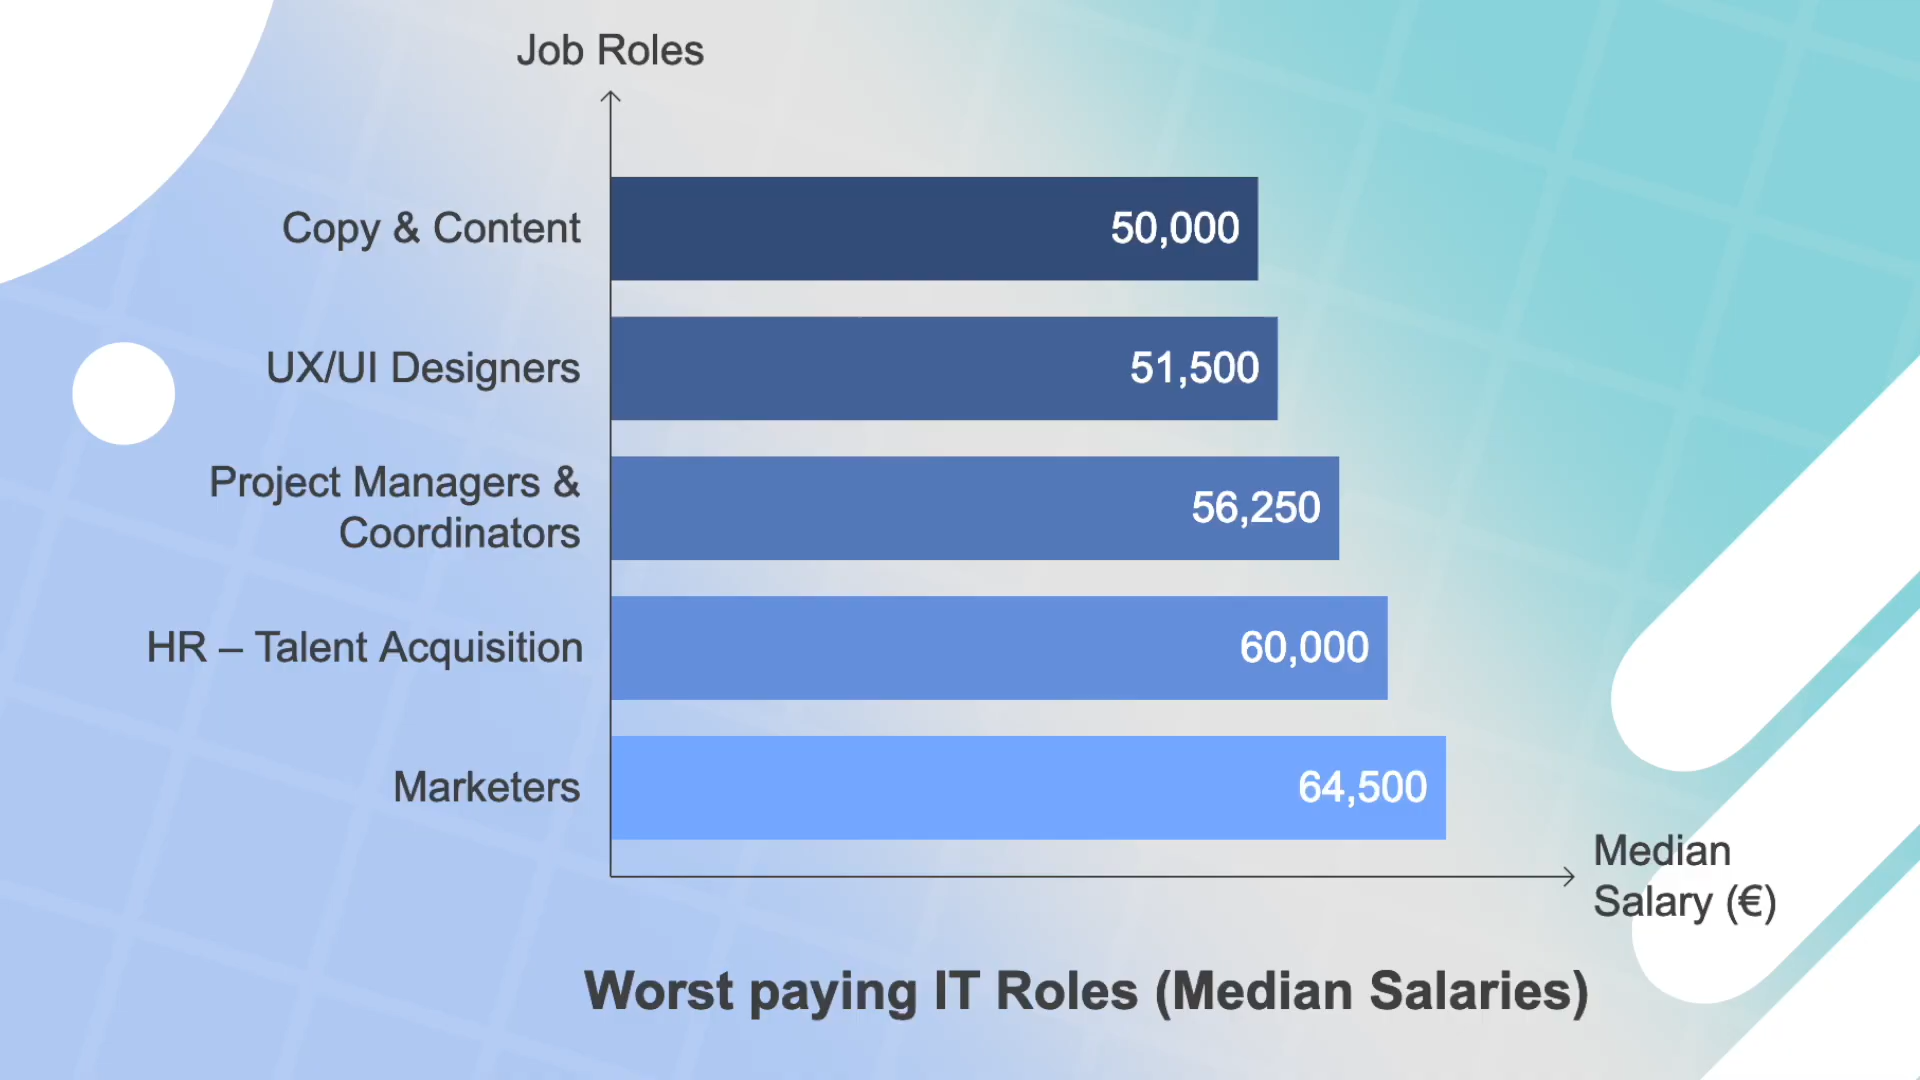 Job Roles
Copy & Content
50,000
UX/UI Designers
51,500
Project Managers &
Coordinators
56,250
HR – Talent Acquisition
60,000
Marketers
64,500
Median
Salary (€)
Worst paying IT Roles (Median Salaries)